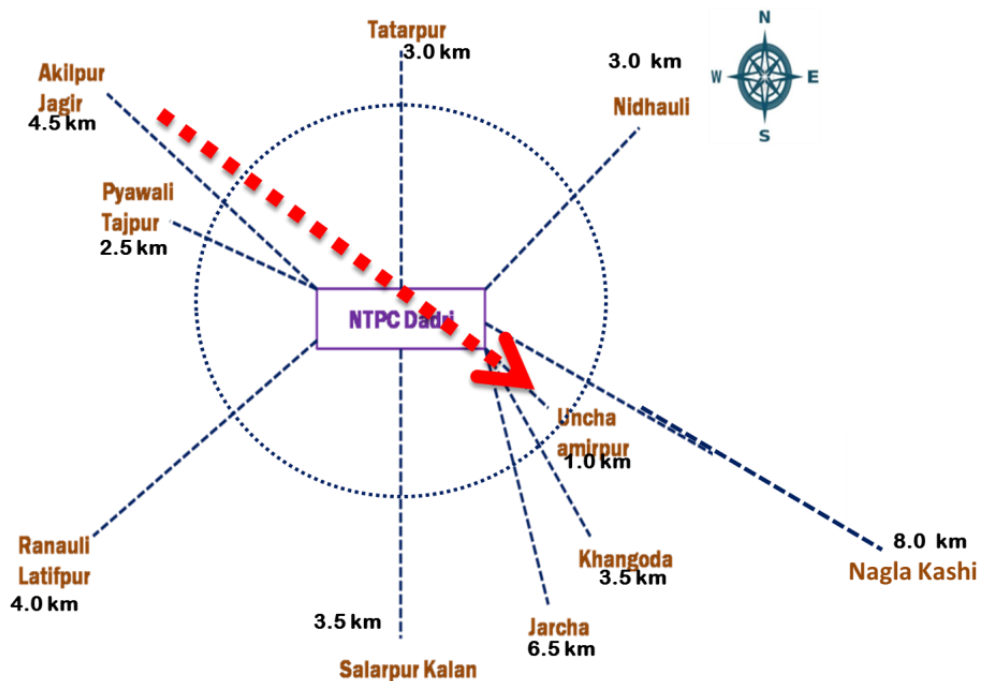 N
W E
S
Tatarpur
3.0 km
3.0 km
Nidhauli
Akilpur
Jagir
4.5 km
Pyawali
Tajpur
2.5 km
NTPC Dadri
Uncha
amirpur
1.0 km
Ranauli
Latifpur
4.0 km
3.5 km
Salarpur Kalan
Khangoda
3.5 km
Jarcha
6.5 km
8.0 km
Nagla Kashi